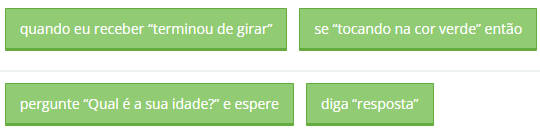 quando eu receber “terminou de girar” se “tocando na cor verde” então
pergunte “Qual é a sua idade?” e espere diga “resposta”